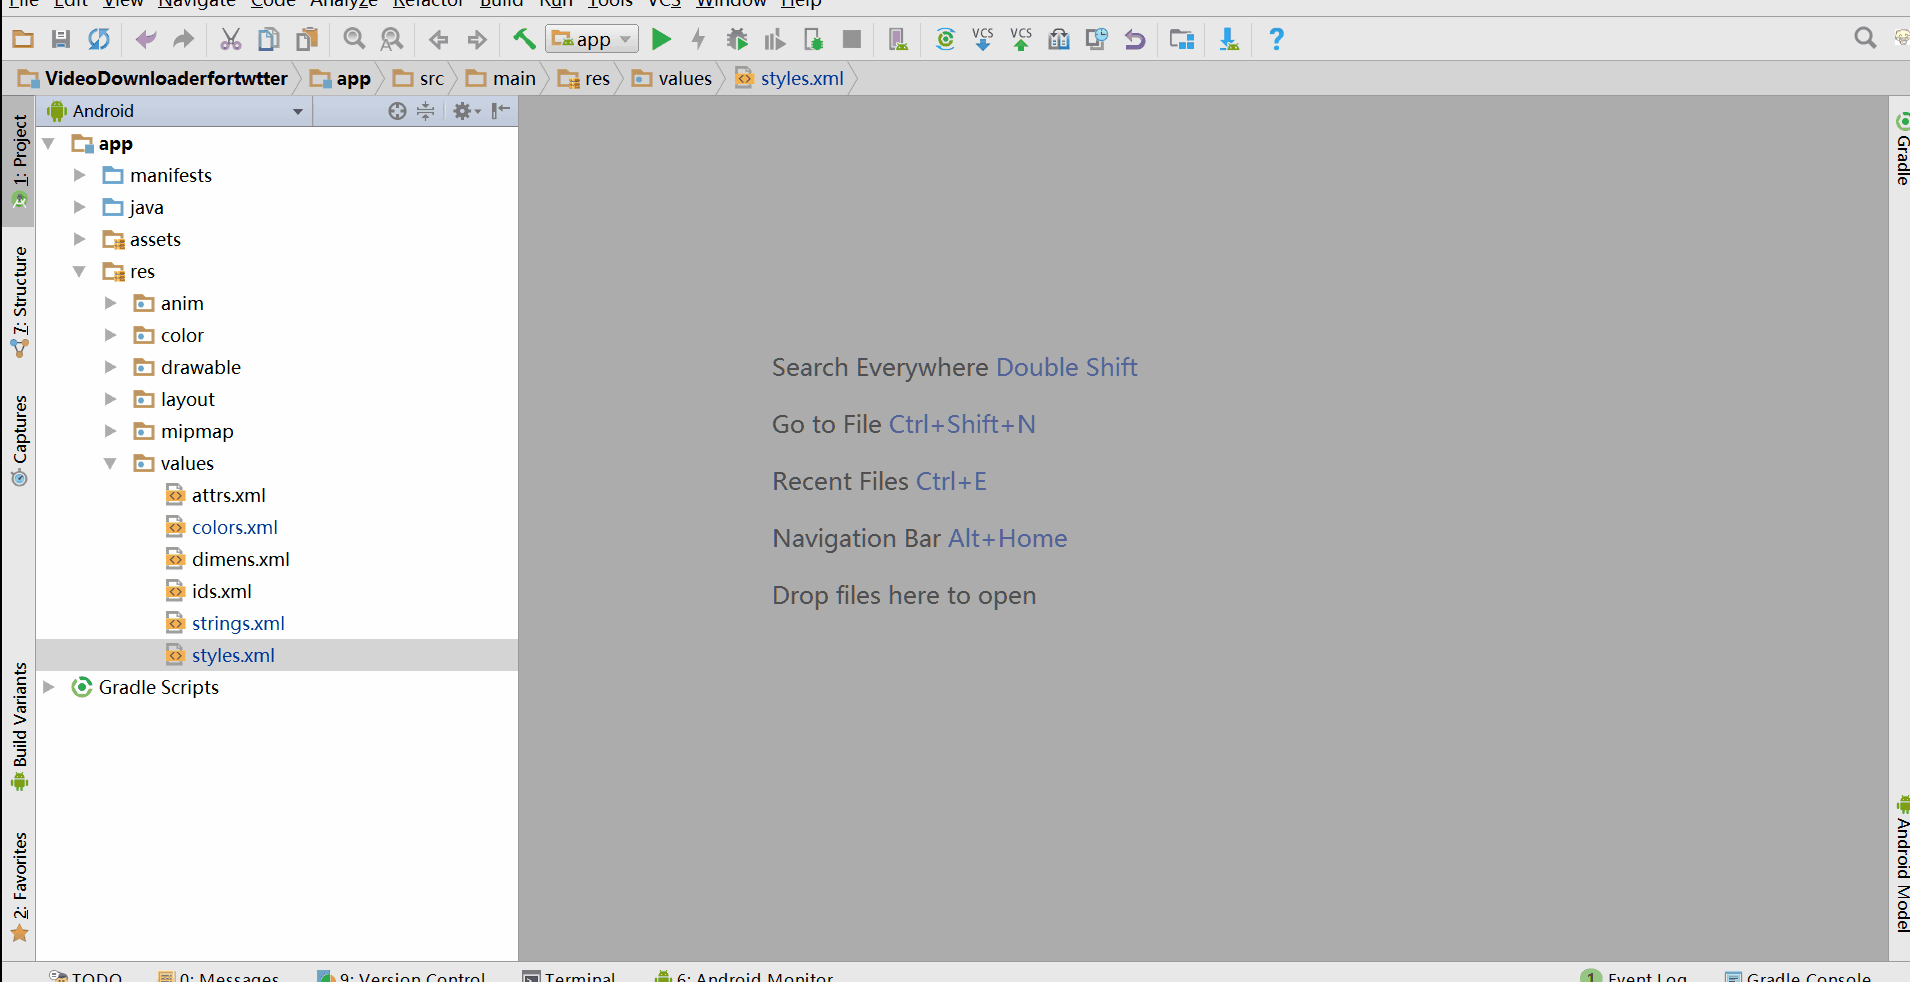 File Edit View Navigate Code Analyze Refactor Build Run Tools VCS Window Help
app VCS VCS ?
VideoDownloaderfortwtter app src main res values styles.xml
Android
app
manifests
java
assets
res
anim
color
drawable
layout
mipmap
values
attrs.xml
colors.xml
dimens.xml
ids.xml
strings.xml
styles.xml
Gradle Scripts
1: Project
7: Structure
Captures
Build Variants
2: Favorites
Search Everywhere Double Shift
Go to File Ctrl+Shift+N
Recent Files Ctrl+E
Navigation Bar Alt+Home
Drop files here to open
Gradle
Android Model
TODO 0: Messages 9: Version Control Terminal 6: Android Monitor 1 Event Log Gradle Console